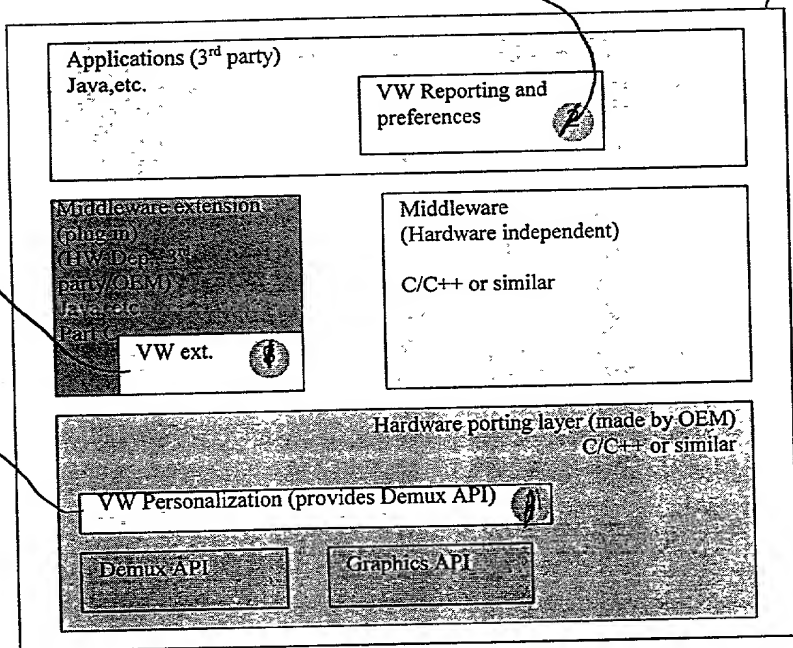 Applications (3rd party)
Java,etc.
VW Reporting and
preferences
Middleware extension
(plug in)
(HW Dep 3rd
party/OEM)
Java etc
Part C
VW ext.
Middleware
(Hardware independent)
C/C++ or similar
Hardware porting layer (made by OEM)
C/C++ or similar
VW Personalization (provides Demux API)
Demux API
Graphics API